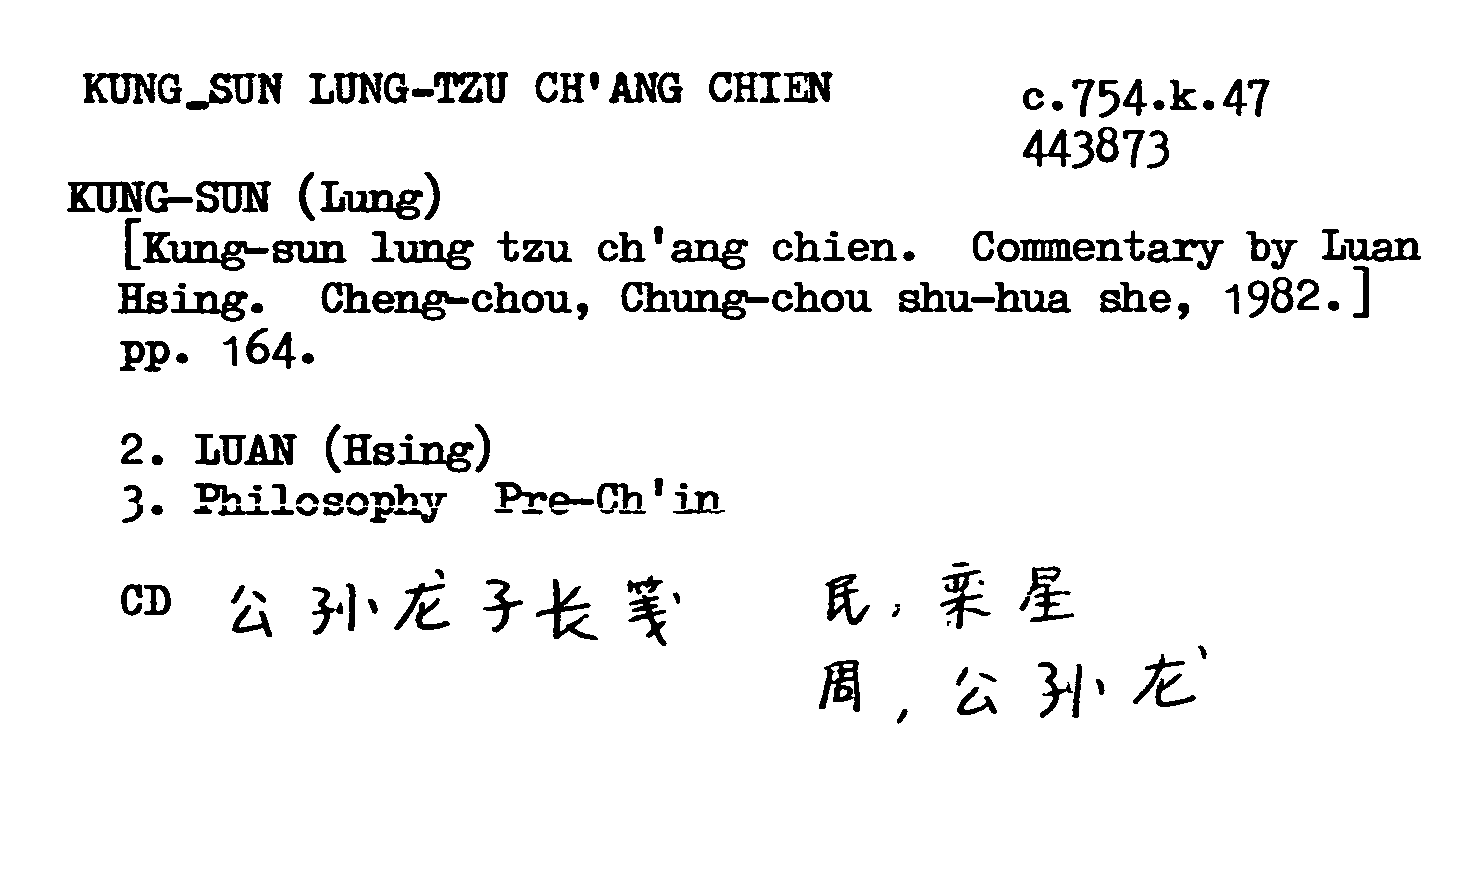 KUNG-SUN LUNG-TZU CH'ANG CHIEN
c.754.k.47
443873
KUNG-SUN (Lung)
[Kung-sun lung tzu ch'ang chien. Commentary by Luan
Hsing. Cheng-chou, Chung-chou shu-hua she, 1982.]
pp. 164.
2. LUAN (Hsing)
3. Philosophy Pre-Ch'in
CD 公孙龙子长笺 民, 栾星
周, 公孙龙